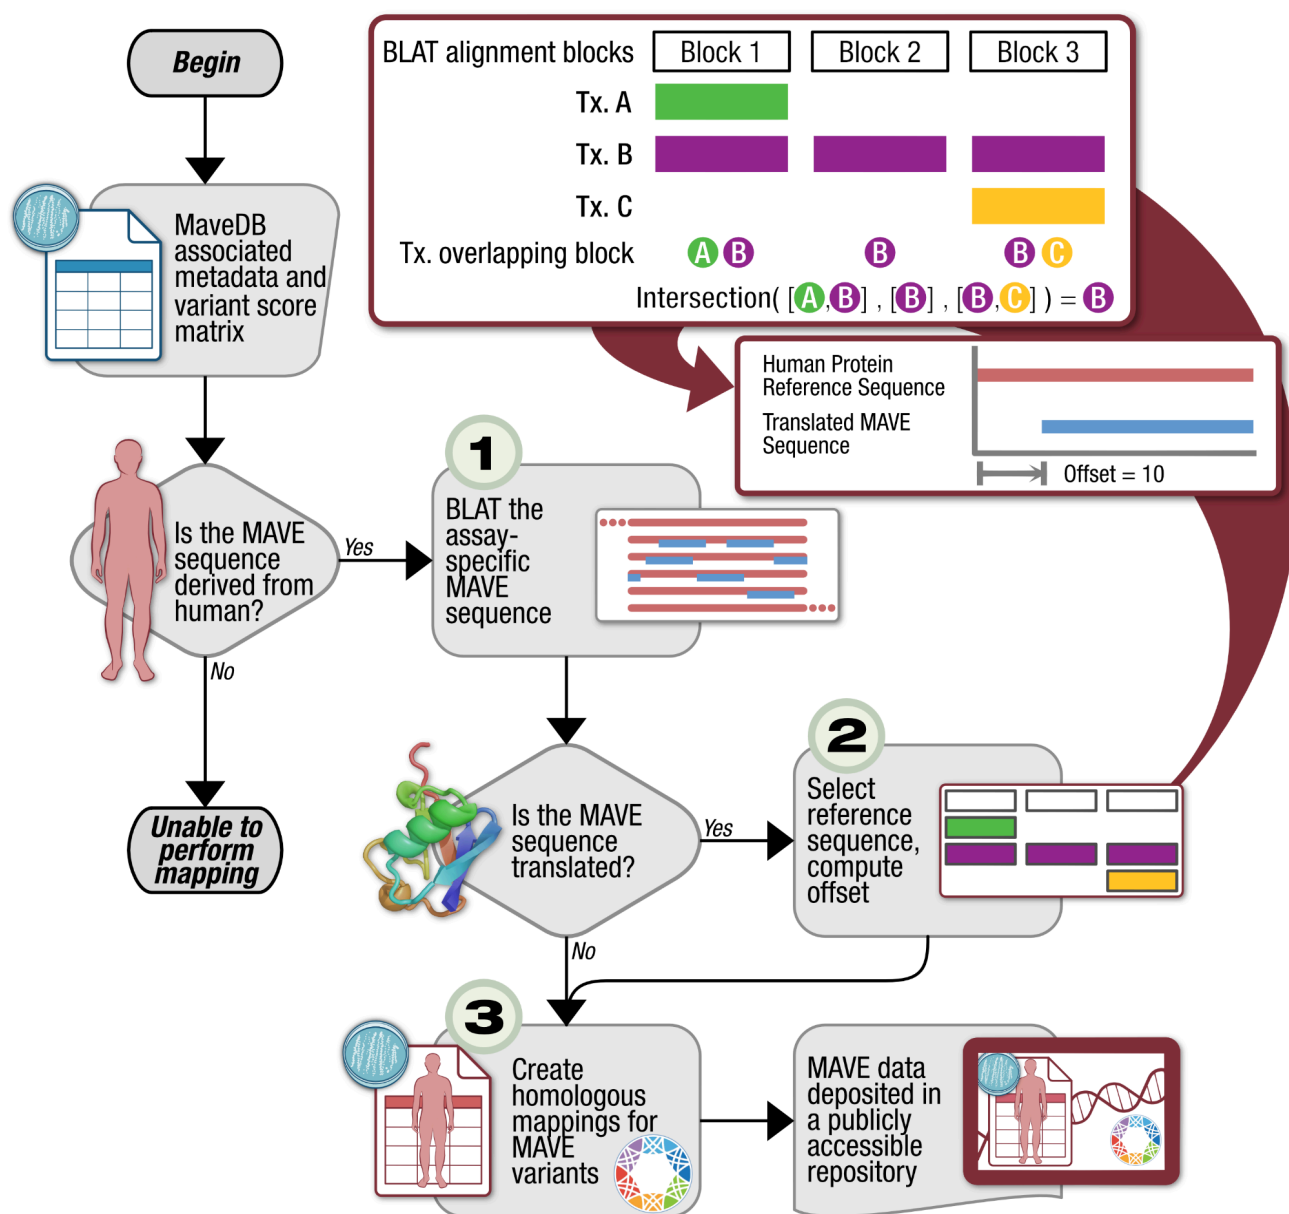 Begin
MaveDB
associated
metadata and
variant score
matrix
BLAT alignment blocks
Block 1
Block 2
Block 3
Tx. A
Tx. B
Tx. C
Tx. overlapping block
A B
B
B C
Intersection( [A,B] , [B] , [B,C] ) = B
Human Protein
Reference Sequence
Translated MAVE
Sequence
Offset = 10
Is the MAVE
sequence
derived from
human?
Yes
No
Unable to
perform
mapping
1
BLAT the
assay-
specific
MAVE
sequence
Is the MAVE
sequence
translated?
Yes
No
2
Select
reference
sequence,
compute
offset
3
Create
homologous
mappings for
MAVE
variants
MAVE data
deposited in
a publicly
accessible
repository